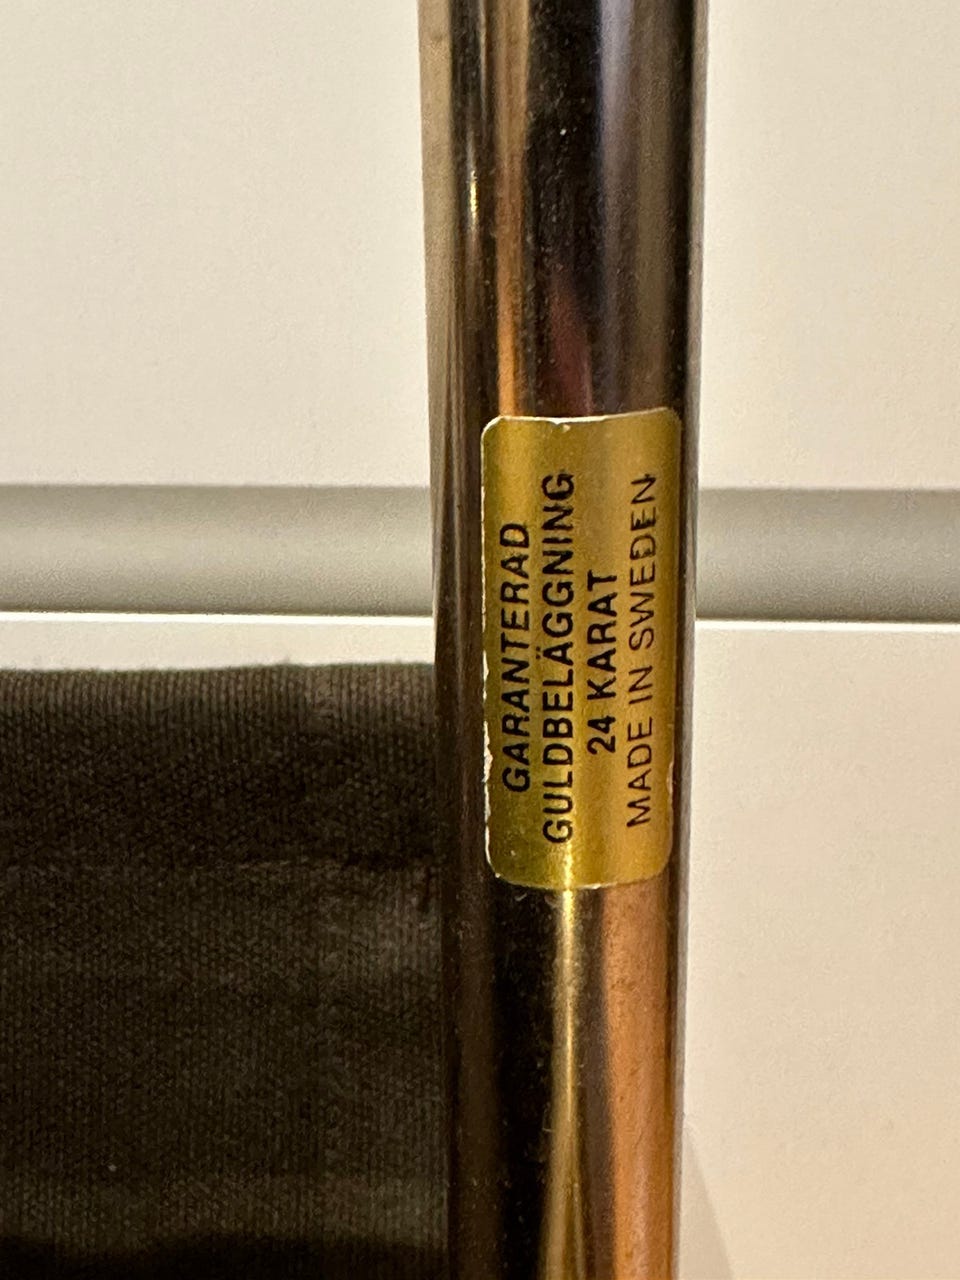 GARANTERAD
GULDBELÄGGNING
24 KARAT
MADE IN SWEDEN